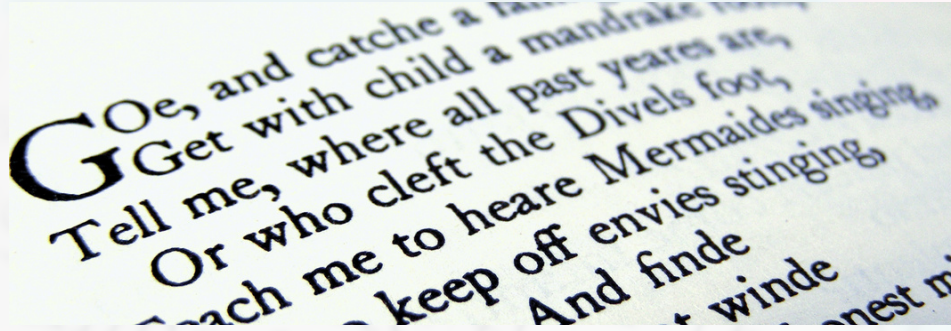 GOe, and catche a
Get with child a mandrake
Tell me, where all past yeares are,
Or who cleft the Divels foot,
Teach me to heare Mermaides singing,
keep off envies stinging,
And finde
winde